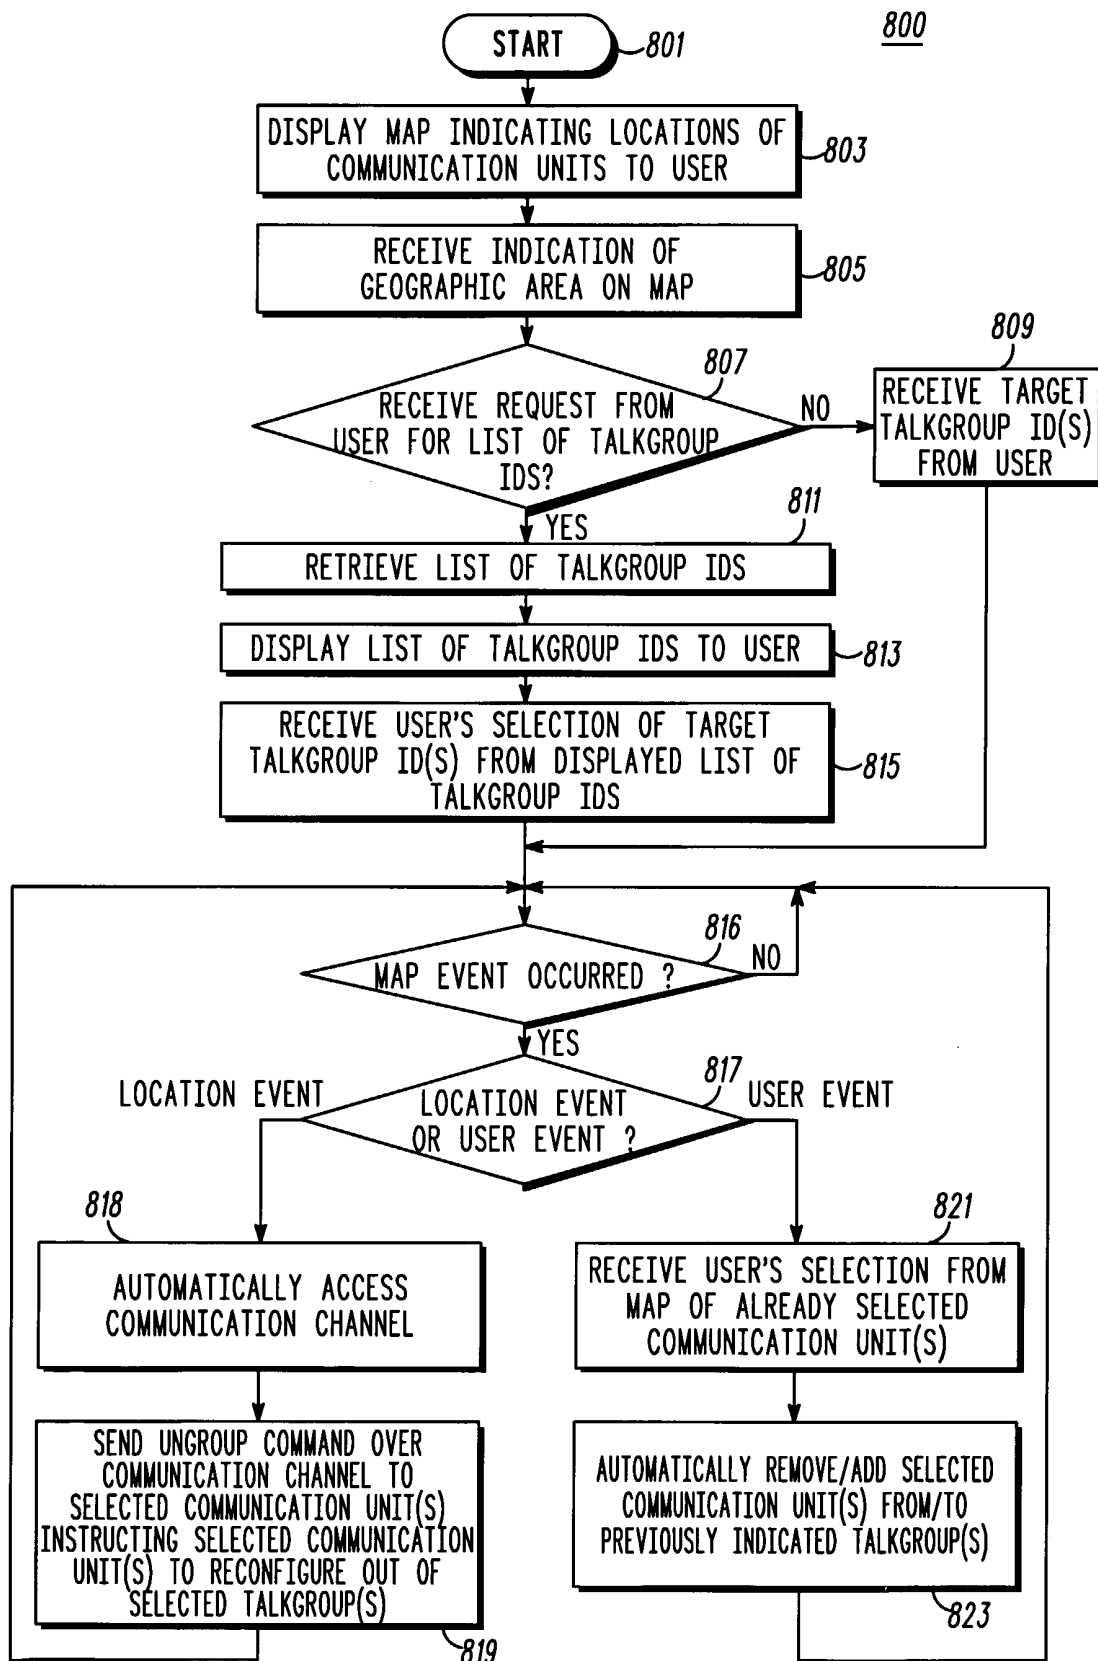 800
START
801
DISPLAY MAP INDICATING LOCATIONS OF
COMMUNICATION UNITS TO USER
803
RECEIVE INDICATION OF
GEOGRAPHIC AREA ON MAP
805
807
RECEIVE REQUEST FROM
USER FOR LIST OF TALKGROUP
IDS?
NO
809
RECEIVE TARGET
TALKGROUP ID(S)
FROM USER
YES
811
RETRIEVE LIST OF TALKGROUP IDS
DISPLAY LIST OF TALKGROUP IDS TO USER
813
RECEIVE USER'S SELECTION OF TARGET
TALKGROUP ID(S) FROM DISPLAYED LIST OF
TALKGROUP IDS
815
816
MAP EVENT OCCURRED ?
NO
YES
817
LOCATION EVENT
LOCATION EVENT
OR USER EVENT ?
USER EVENT
818
AUTOMATICALLY ACCESS
COMMUNICATION CHANNEL
821
RECEIVE USER'S SELECTION FROM
MAP OF ALREADY SELECTED
COMMUNICATION UNIT(S)
SEND UNGROUP COMMAND OVER
COMMUNICATION CHANNEL TO
SELECTED COMMUNICATION UNIT(S)
INSTRUCTING SELECTED COMMUNICATION
UNIT(S) TO RECONFIGURE OUT OF
SELECTED TALKGROUP(S)
819
AUTOMATICALLY REMOVE/ADD SELECTED
COMMUNICATION UNIT(S) FROM/TO
PREVIOUSLY INDICATED TALKGROUP(S)
823